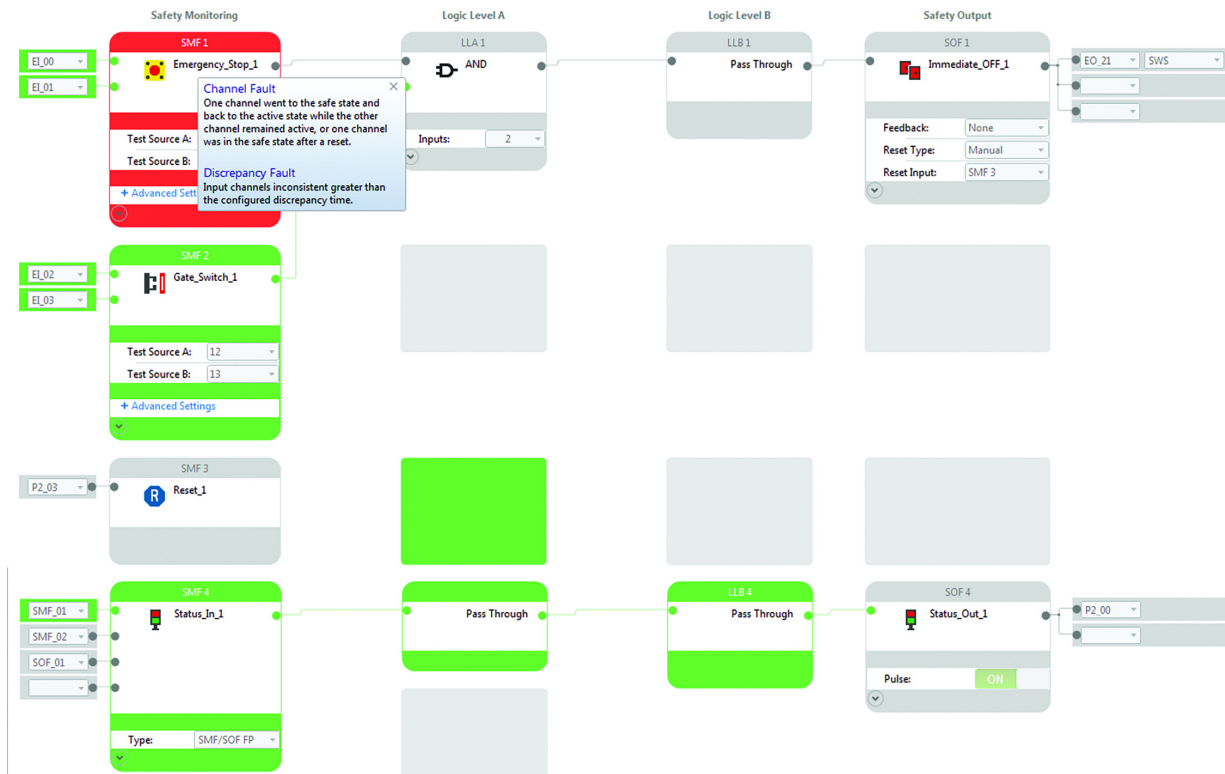 Safety Monitoring
Logic Level A
Logic Level B
Safety Output
SMF 1
EI_00
EI_01
Emergency_Stop_1
Channel Fault
One channel went to the safe state and
back to the active state while the other
channel remained active, or one channel
was in the safe state after a reset.
Discrepancy Fault
Input channels inconsistent greater than
the configured discrepancy time.
Test Source A:
Test Source B:
+ Advanced Sett
LLA 1
AND
Inputs: 2
LLB 1
Pass Through
SOF 1
Immediate_OFF_1
Feedback: None
Reset Type: Manual
Reset Input: SMF 3
EO_21 SWS
SMF 2
EI_02
EI_03
Gate_Switch_1
Test Source A: 12
Test Source B: 13
+ Advanced Settings
SMF 3
P2_03
R
Reset_1
SMF 4
SMF_01
SMF_02
SOF_01
Status_In_1
Type: SMF/SOF FP
Pass Through
LLB 4
Pass Through
SOF 4
Status_Out_1
Pulse: ON
P2_00